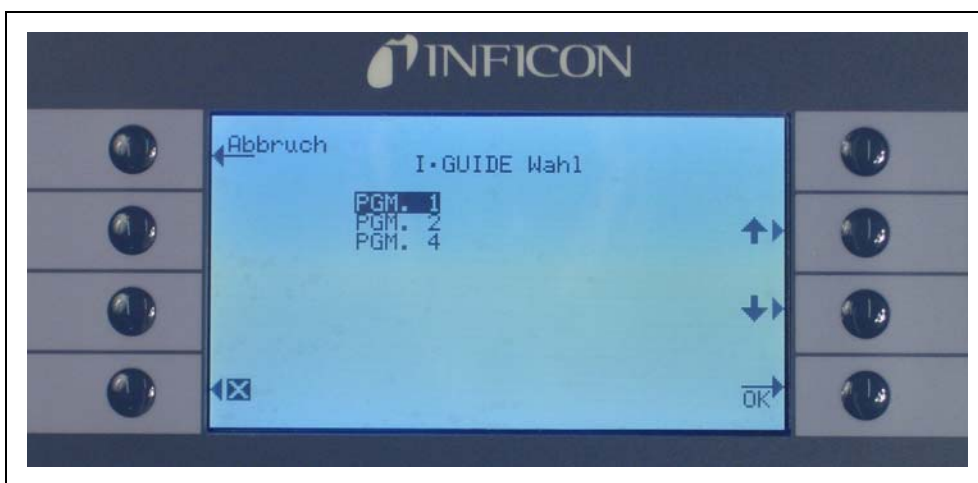 INFICON
Abbruch
I•GUIDE Wahl
PGM. 1
PGM. 2
PGM. 4
OK